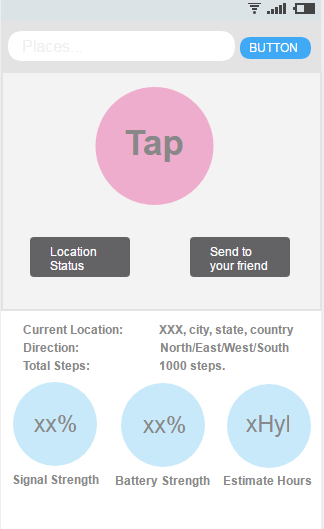 Places...
BUTTON
Tap
Location
Status
Send to
your friend
Current Location: XXX, city, state, country
Direction: North/East/West/South
Total Steps: 1000 steps.
xx% xx% xHyl
Signal Strength Battery Strength Estimate Hours